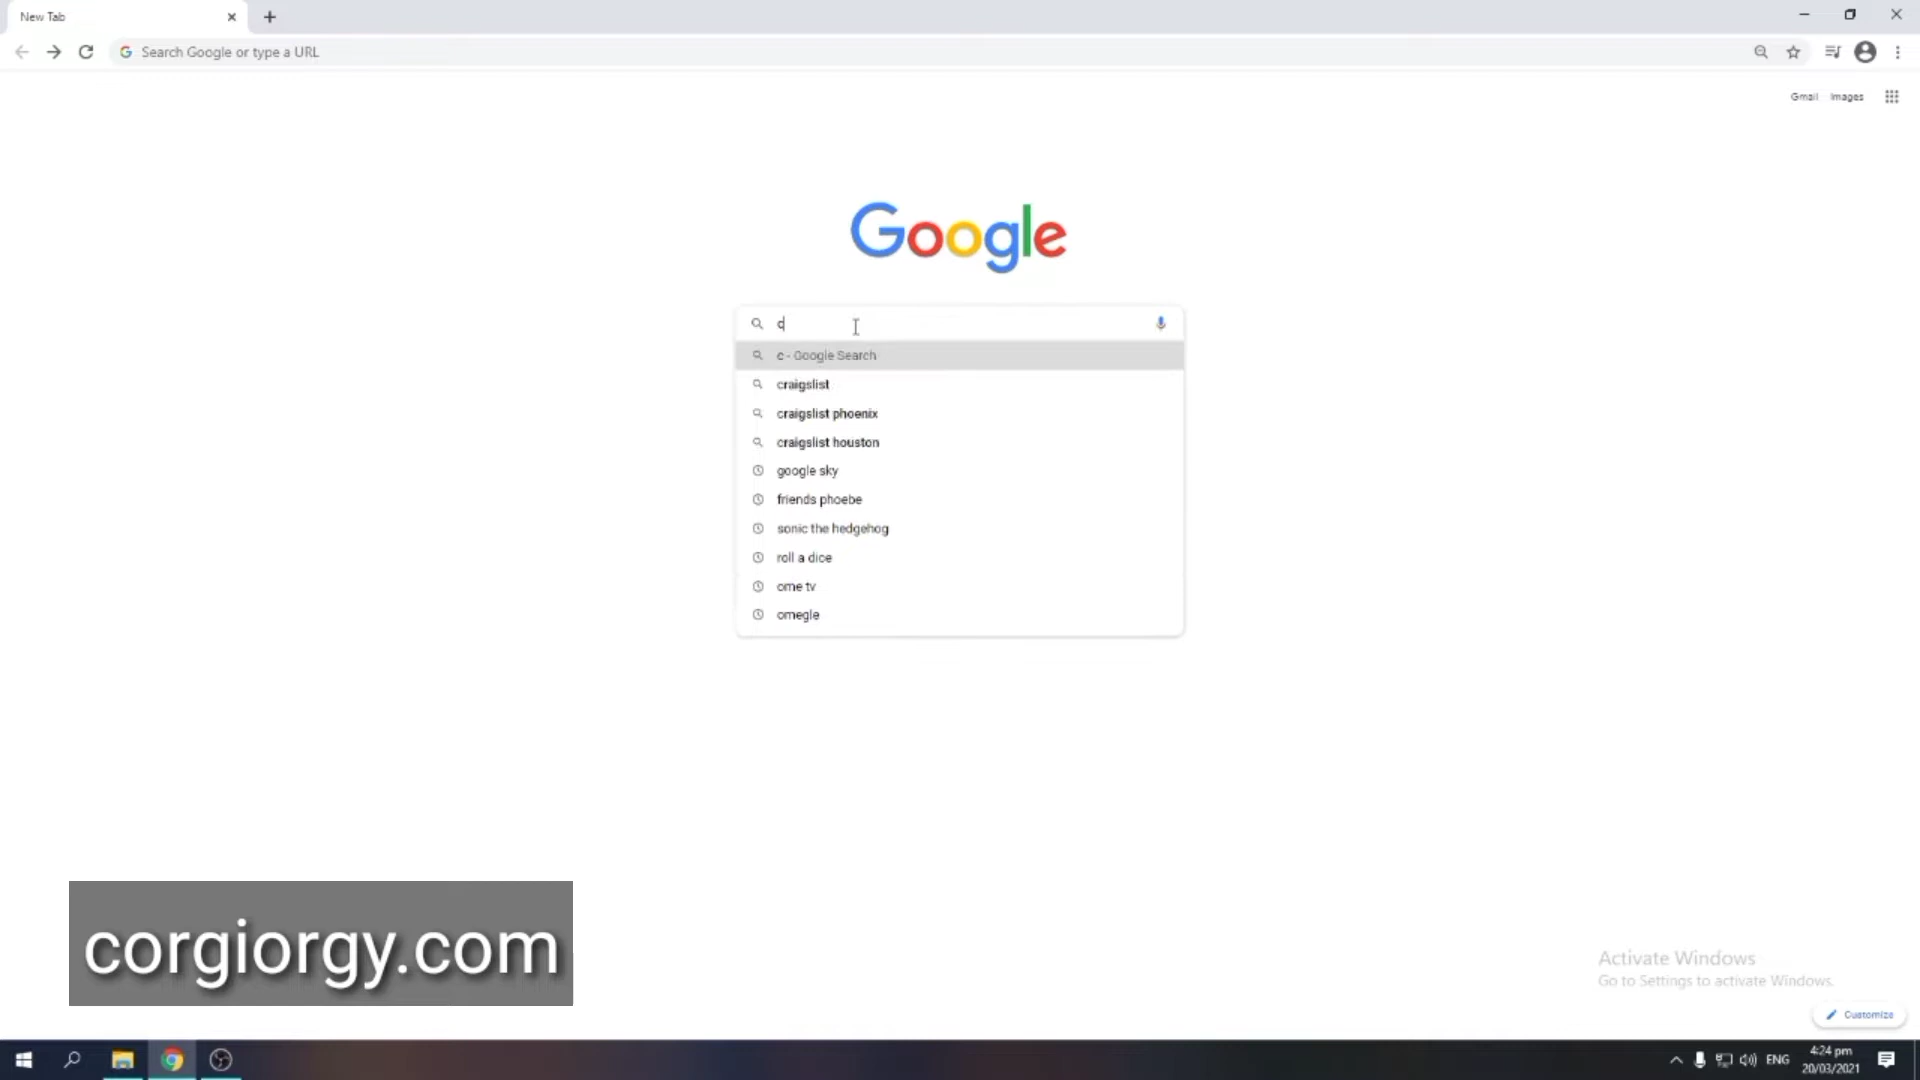 New Tab
Search Google or type a URL
Gmail Images
Google
c
c - Google Search
craigslist
craigslist phoenix
craigslist houston
google sky
friends phoebe
sonic the hedgehog
roll a dice
ome tv
omegle
corgiorgy.com
Activate Windows
Go to Settings to activate Windows.
Customize
ENG
4:24 pm
20/03/2021